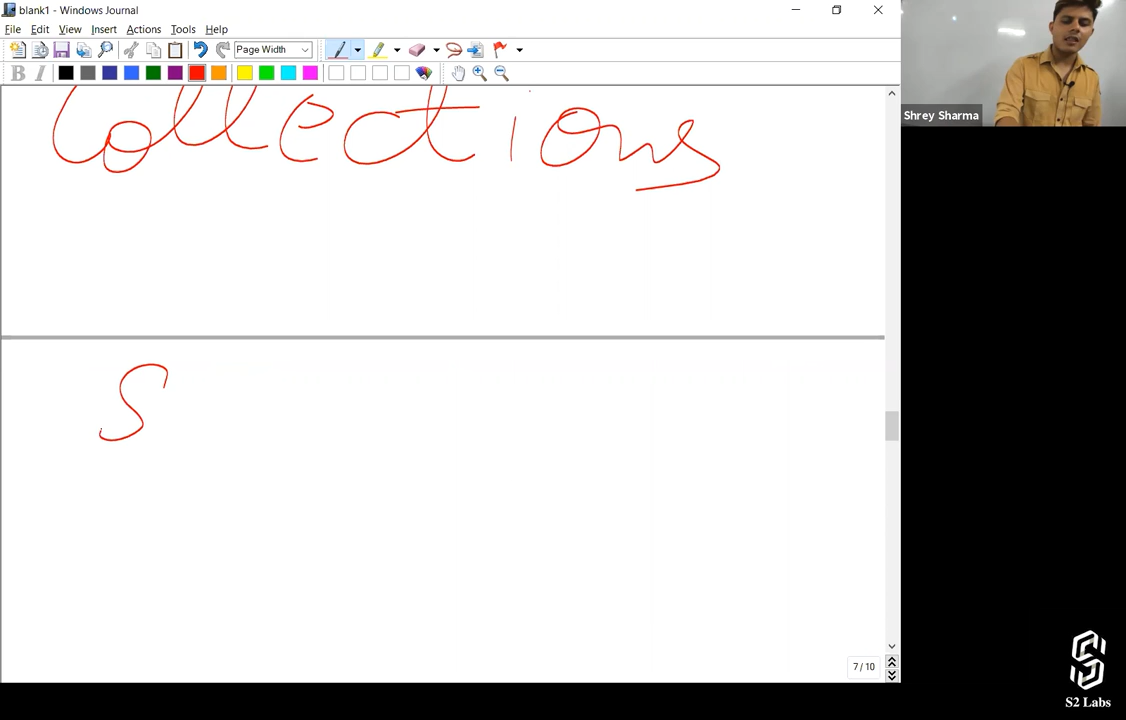 blank1 - Windows Journal
File Edit View Insert Actions Tools Help
Page Width
B I
Shrey Sharma
Collections
S
7 / 10
S2 Labs